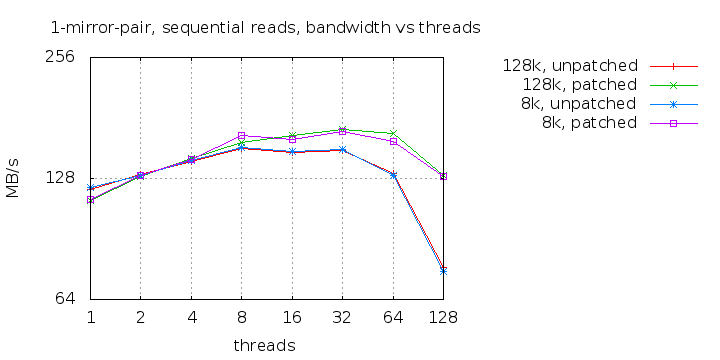 1-mirror-pair, sequential reads, bandwidth vs threads
256
128
64
MB/s
1 2 4 8 16 32 64 128
threads
128k, unpatched
128k, patched
8k, unpatched
8k, patched